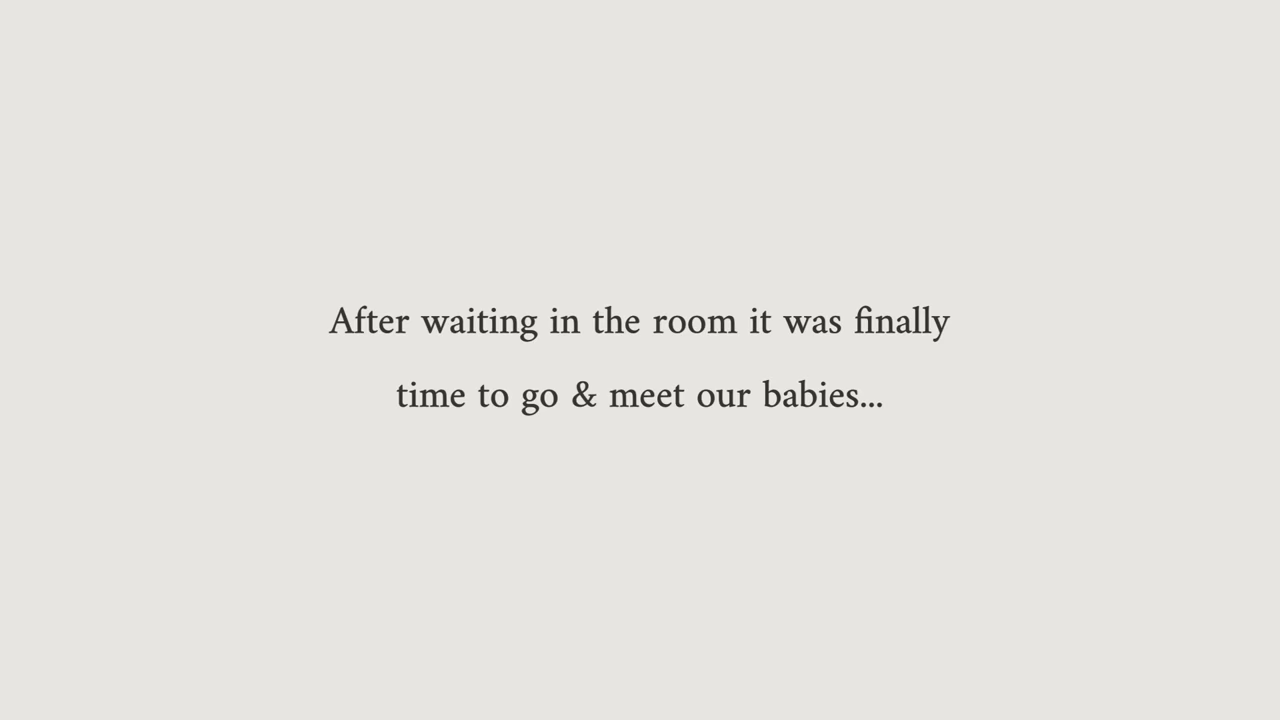 After waiting in the room it was finally
time to go & meet our babies...